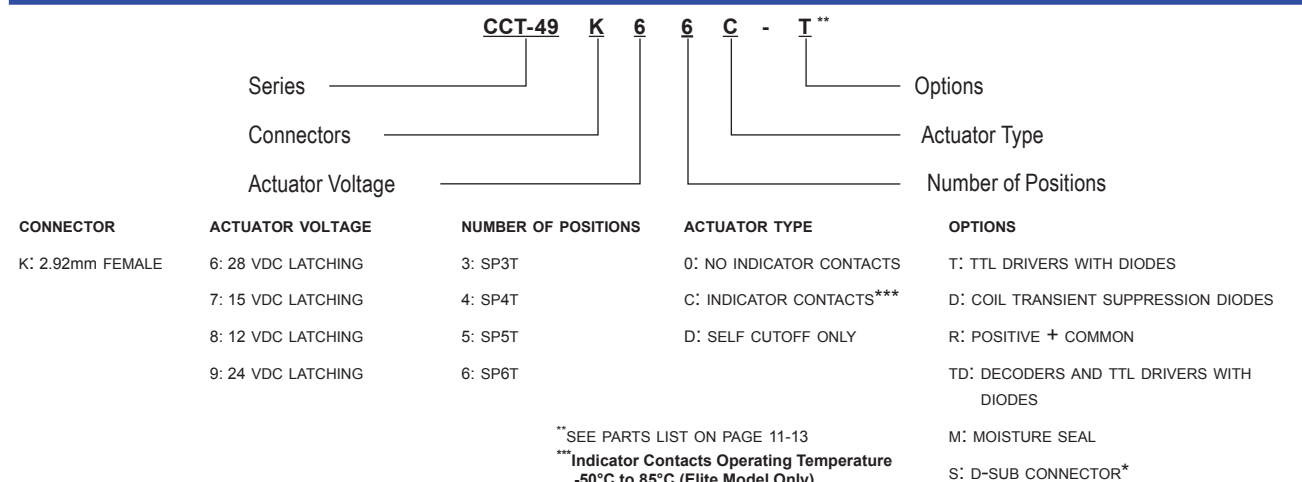 CCT-49 K 6 6 C - T**
Series
Options
Connectors
Actuator Type
Actuator Voltage
Number of Positions
CONNECTOR
K: 2.92mm FEMALE
ACTUATOR VOLTAGE
6: 28 VDC LATCHING
7: 15 VDC LATCHING
8: 12 VDC LATCHING
9: 24 VDC LATCHING
NUMBER OF POSITIONS
3: SP3T
4: SP4T
5: SP5T
6: SP6T
ACTUATOR TYPE
0: NO INDICATOR CONTACTS
C: INDICATOR CONTACTS***
D: SELF CUTOFF ONLY
OPTIONS
T: TTL DRIVERS WITH DIODES
D: COIL TRANSIENT SUPPRESSION DIODES
R: POSITIVE + COMMON
TD: DECODERS AND TTL DRIVERS WITH
DIODES
M: MOISTURE SEAL
S: D-SUB CONNECTOR*
**SEE PARTS LIST ON PAGE 11-13
***Indicator Contacts Operating Temperature
-50°C to 85°C (Elite Model Only)